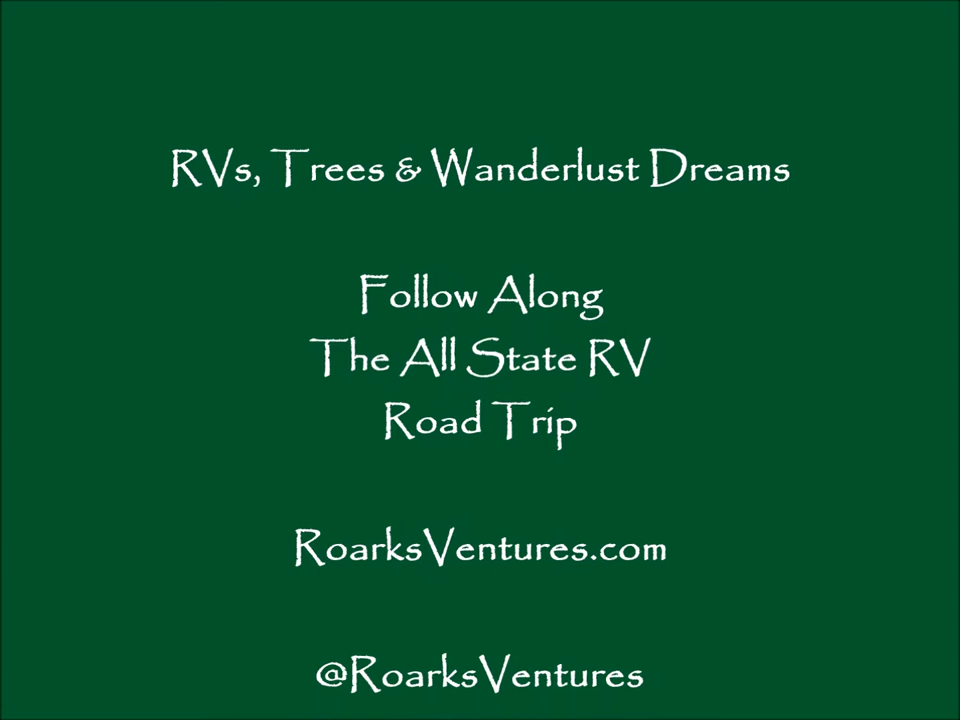 RVs, Trees & Wanderlust Dreams
Follow Along
The All State RV
Road Trip
RoarksVentures.com
@RoarksVentures